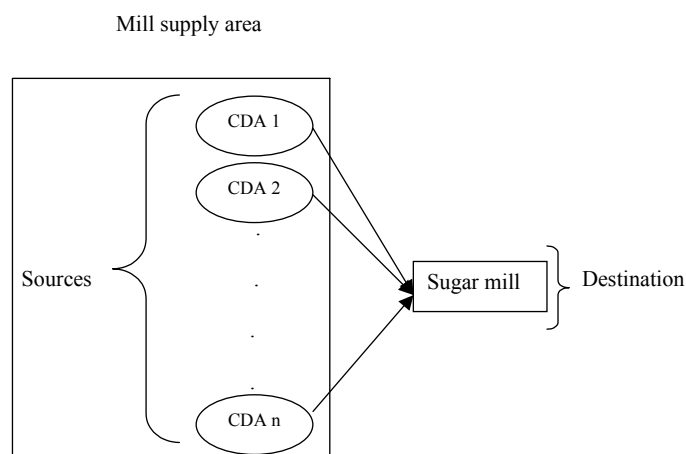 Mill supply area
CDA 1
CDA 2
Sources
Sugar mill
Destination
CDA n